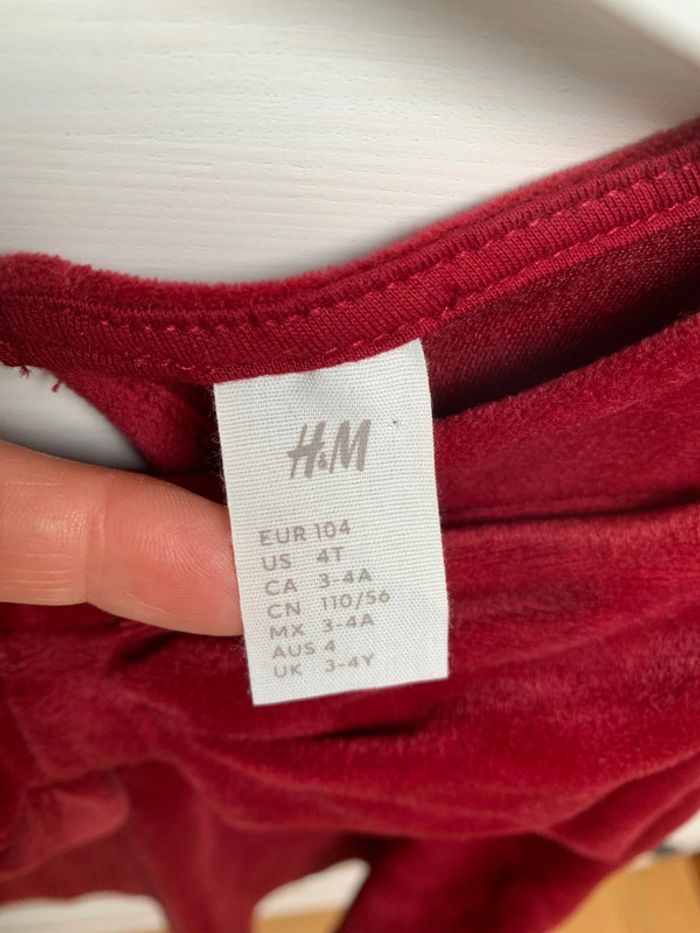 H&M
EUR 104
US 4T
CA 3-4A
CN 110/56
MX 3-4A
AUS 4
UK 3-4Y